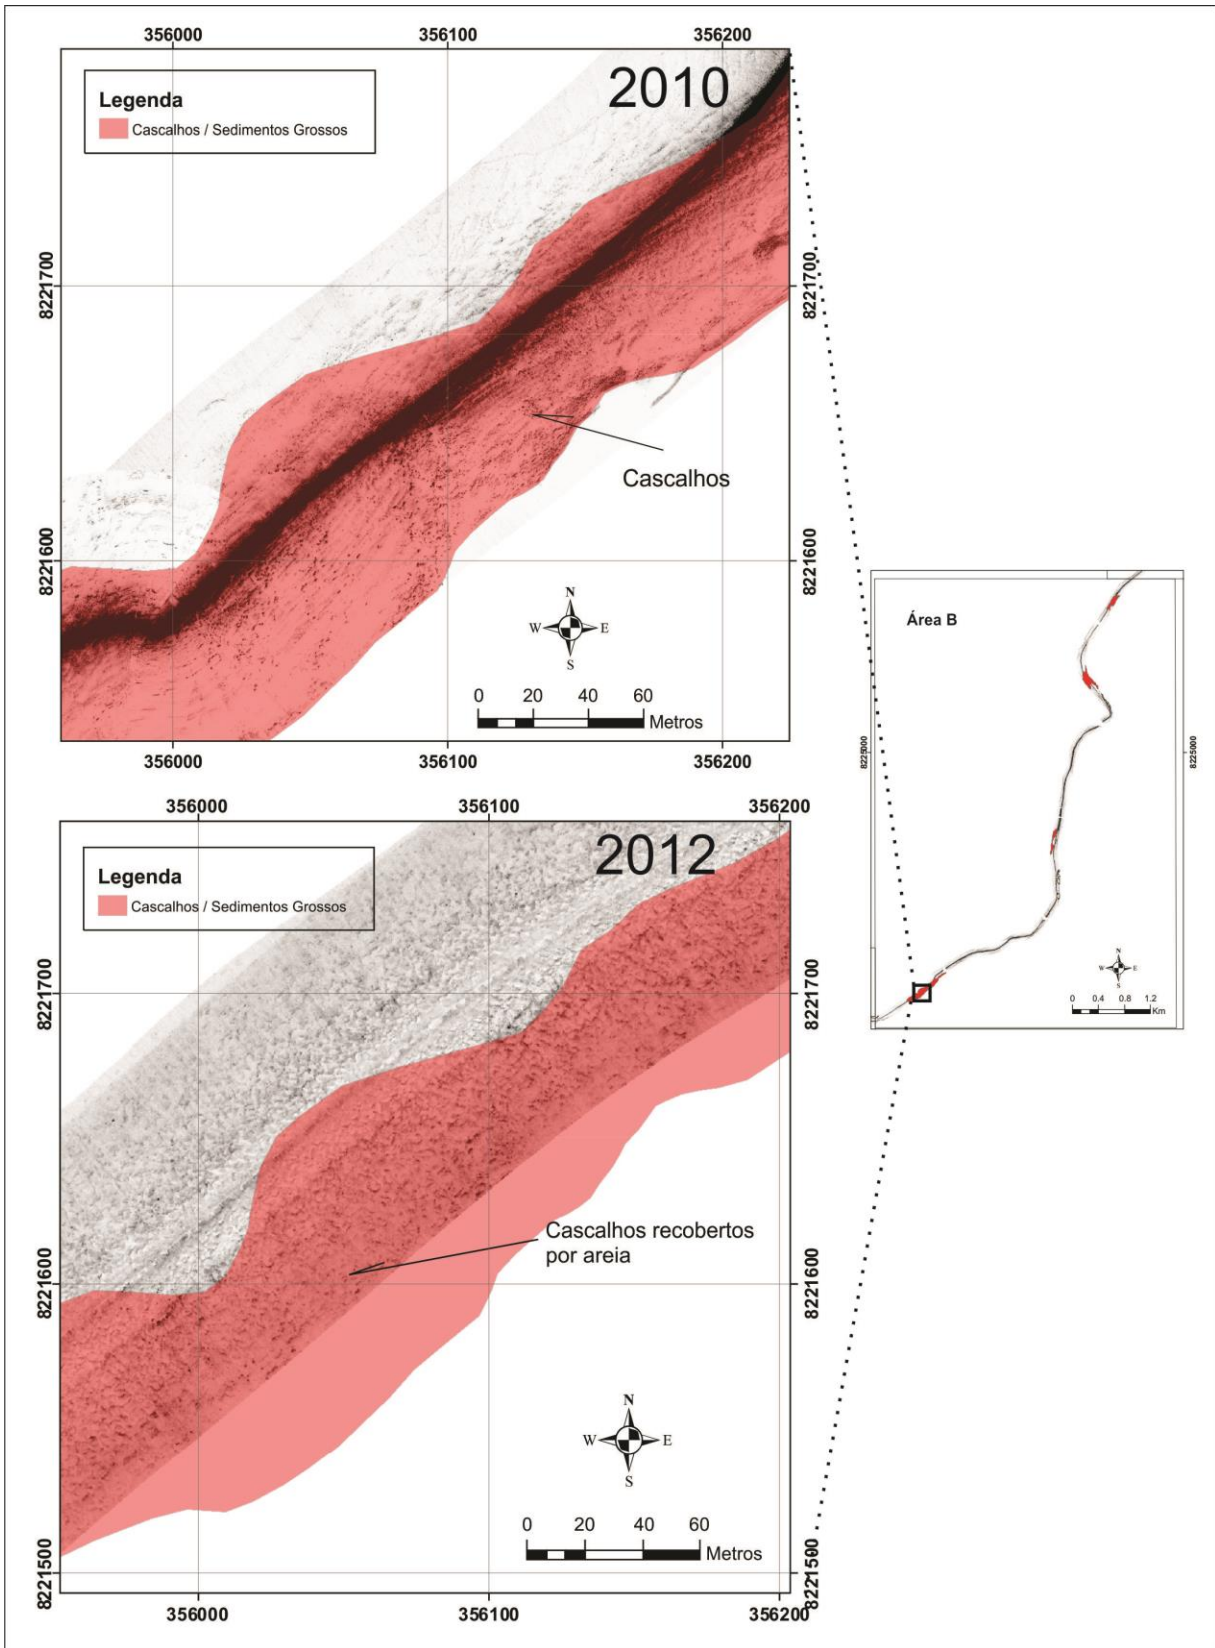 356000
356100
356200
Legenda
Cascalhos / Sedimentos Grossos
2010
8221700
8221700
Cascalhos
8221600
8221600
N
W
E
S
0
20
40
60
Metros
356000
356100
356200
Área B
8225000
8225000
N
W
E
S
0
0.4
0.8
1.2
Km
356000
356100
356200
Legenda
Cascalhos / Sedimentos Grossos
2012
8221700
8221700
Cascalhos recobertos
por areia
8221600
8221600
N
W
E
S
0
20
40
60
Metros
8221500
8221500
356000
356100
356200